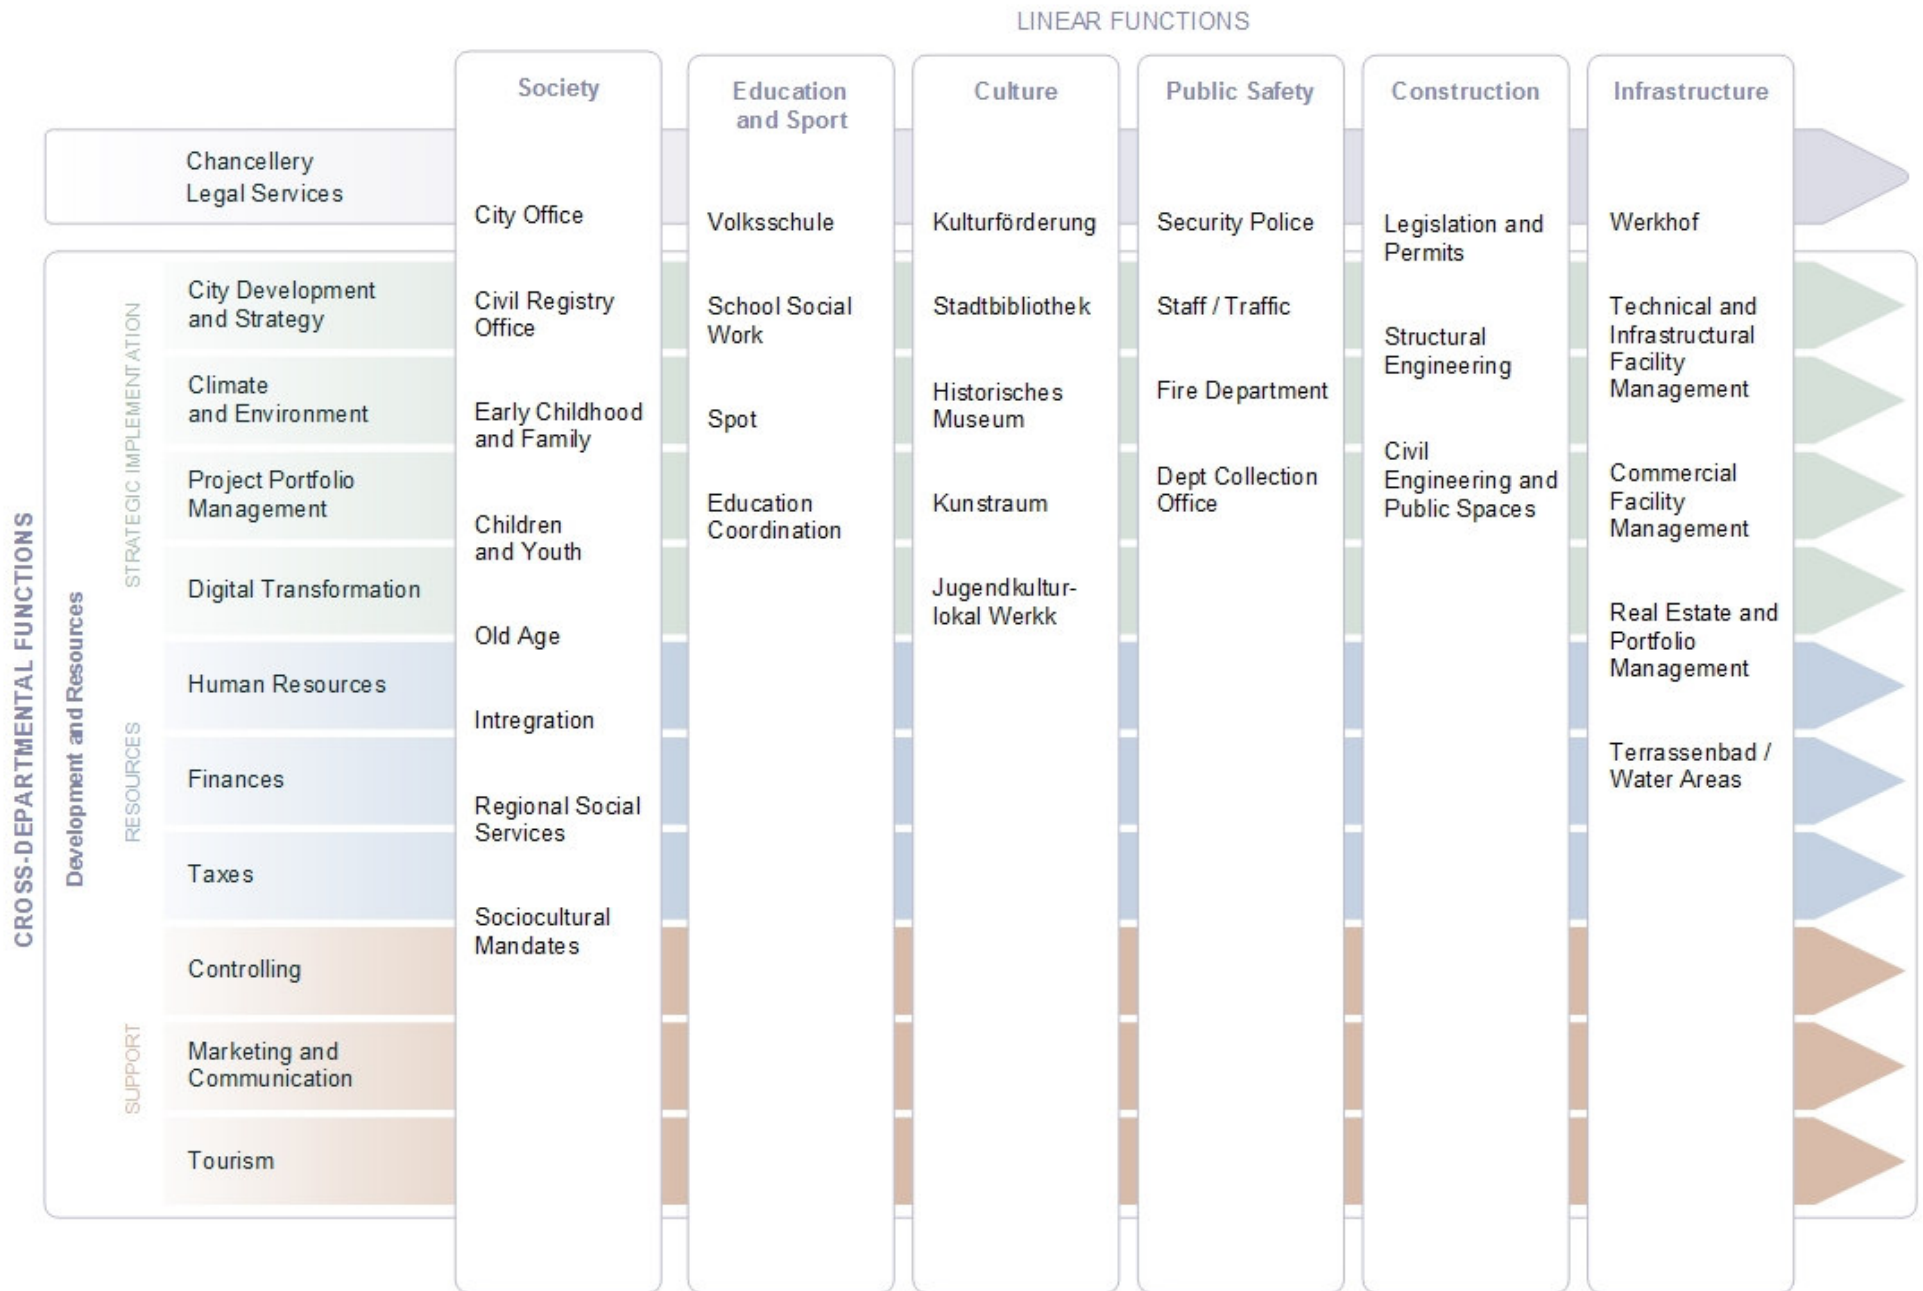 LINEAR FUNCTIONS
CROSS-DEPARTMENTAL FUNCTIONS
Chancellery
Legal Services
Development and Resources
STRATEGIC IMPLEMENTATION
City Development
and Strategy
Climate
and Environment
Project Portfolio
Management
Digital Transformation
RESOURCES
Human Resources
Finances
Taxes
SUPPORT
Controlling
Marketing and
Communication
Tourism
Society
City Office
Civil Registry
Office
Early Childhood
and Family
Children
and Youth
Old Age
Intregration
Regional Social
Services
Sociocultural
Mandates
Education
and Sport
Volksschule
School Social
Work
Spot
Education
Coordination
Culture
Kulturförderung
Stadtbibliothek
Historisches
Museum
Kunstraum
Jugendkultur-
lokal Werkk
Public Safety
Security Police
Staff / Traffic
Fire Department
Dept Collection
Office
Construction
Legislation and
Permits
Structural
Engineering
Civil
Engineering and
Public Spaces
Infrastructure
Werkhof
Technical and
Infrastructural
Facility
Management
Commercial
Facility
Management
Real Estate and
Portfolio
Management
Terrassenbad /
Water Areas